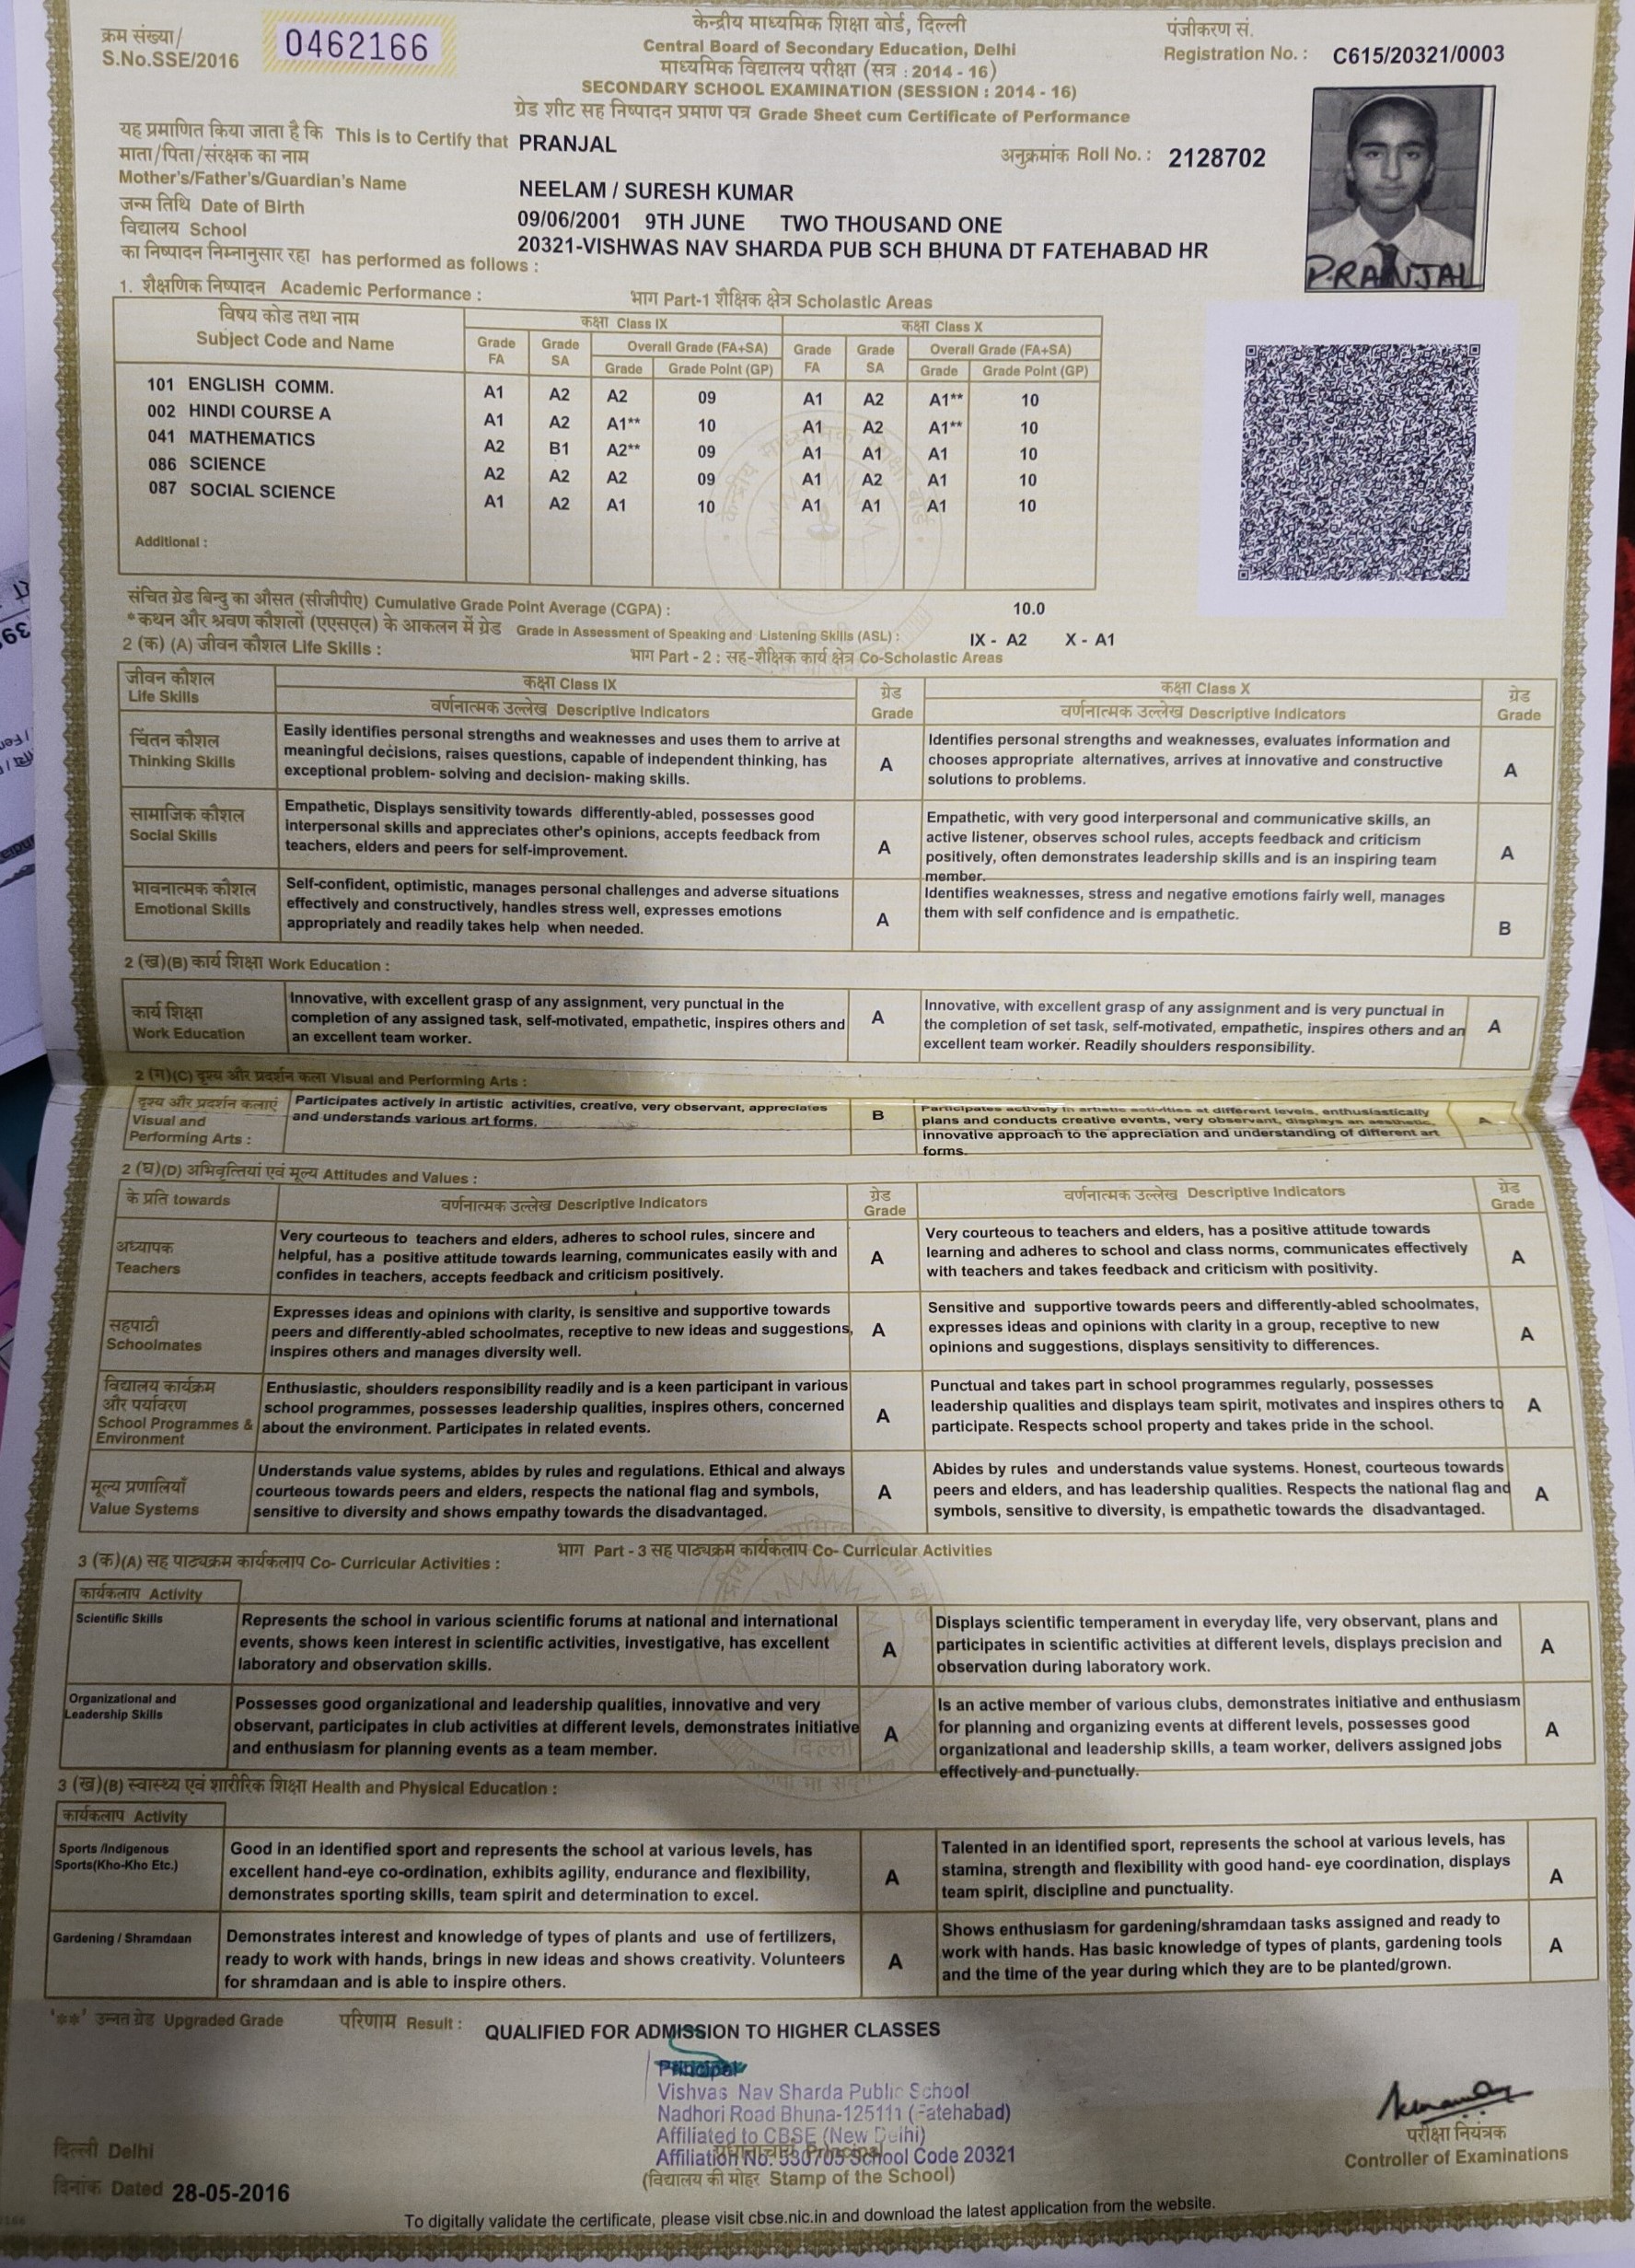 क्रम संख्या/
S.No.SSE/2016 0462166
केन्द्रीय माध्यमिक शिक्षा बोर्ड, दिल्ली
Central Board of Secondary Education, Delhi
माध्यमिक विद्यालय परीक्षा (सत्र : 2014 - 16)
SECONDARY SCHOOL EXAMINATION (SESSION : 2014 - 16)
ग्रेड शीट सह निष्पादन प्रमाण पत्र Grade Sheet cum Certificate of Performance
पंजीकरण सं.
Registration No. : C615/20321/0003
यह प्रमाणित किया जाता है कि This is to Certify that PRANJAL
अनुक्रमांक Roll No. : 2128702
माता/पिता/संरक्षक का नाम
Mother's/Father's/Guardian's Name NEELAM / SURESH KUMAR
जन्म तिथि Date of Birth 09/06/2001 9TH JUNE TWO THOUSAND ONE
विद्यालय School 20321-VISHWAS NAV SHARDA PUB SCH BHUNA DT FATEHABAD HR
का निष्पादन निम्नानुसार रहा has performed as follows :
PRANJAL
1. शैक्षणिक निष्पादन Academic Performance : भाग Part-1 शैक्षिक क्षेत्र Scholastic Areas
विषय कोड तथा नाम
Subject Code and Name
कक्षा Class IX कक्षा Class X
Grade FA Grade SA Overall Grade (FA+SA) Grade FA Grade SA Overall Grade (FA+SA)
Grade Grade Point (GP) Grade Grade Point (GP)
101 ENGLISH COMM. A1 A2 A2 09 A1 A2 A1** 10
002 HINDI COURSE A A1 A2 A1** 10 A1 A2 A1** 10
041 MATHEMATICS A2 B1 A2** 09 A1 A1 A1 10
086 SCIENCE A2 A2 A2 09 A1 A2 A1 10
087 SOCIAL SCIENCE A1 A2 A1 10 A1 A1 A1 10
Additional :
संचित ग्रेड बिन्दु का औसत (सीजीपीए) Cumulative Grade Point Average (CGPA) : 10.0
*कथन और श्रवण कौशलों (एएसएल) के आकलन में ग्रेड Grade in Assessment of Speaking and Listening Skills (ASL) : IX - A2 X - A1
2 (क) (A) जीवन कौशल Life Skills : भाग Part - 2 : सह-शैक्षिक कार्य क्षेत्र Co-Scholastic Areas
जीवन कौशल
Life Skills
कक्षा Class IX
वर्णनात्मक उल्लेख Descriptive Indicators
ग्रेड
Grade
कक्षा Class X
वर्णनात्मक उल्लेख Descriptive Indicators
ग्रेड
Grade
चिंतन कौशल
Thinking Skills
Easily identifies personal strengths and weaknesses and uses them to arrive at
meaningful decisions, raises questions, capable of independent thinking, has
exceptional problem- solving and decision- making skills.
A
Identifies personal strengths and weaknesses, evaluates information and
chooses appropriate alternatives, arrives at innovative and constructive
solutions to problems.
A
सामाजिक कौशल
Social Skills
Empathetic, Displays sensitivity towards differently-abled, possesses good
interpersonal skills and appreciates other's opinions, accepts feedback from
teachers, elders and peers for self-improvement.
A
Empathetic, with very good interpersonal and communicative skills, an
active listener, observes school rules, accepts feedback and criticism
positively, often demonstrates leadership skills and is an inspiring team
member.
A
भावनात्मक कौशल
Emotional Skills
Self-confident, optimistic, manages personal challenges and adverse situations
effectively and constructively, handles stress well, expresses emotions
appropriately and readily takes help when needed.
A
Identifies weaknesses, stress and negative emotions fairly well, manages
them with self confidence and is empathetic.
B
2 (ख)(B) कार्य शिक्षा Work Education :
कार्य शिक्षा
Work Education
Innovative, with excellent grasp of any assignment, very punctual in the
completion of any assigned task, self-motivated, empathetic, inspires others and
an excellent team worker.
A
Innovative, with excellent grasp of any assignment and is very punctual in
the completion of set task, self-motivated, empathetic, inspires others and an
excellent team worker. Readily shoulders responsibility.
A
2 (ग)(C) दृश्य और प्रदर्शन कला Visual and Performing Arts :
दृश्य और प्रदर्शन कलाएं
Visual and
Performing Arts :
Participates actively in artistic activities, creative, very observant, appreciates
and understands various art forms.
B
Participates actively in artistic activities at different levels, enthusiastically
plans and conducts creative events, very observant, displays an aesthetic,
innovative approach to the appreciation and understanding of different art
forms.
A
2 (घ)(D) अभिवृत्तियां एवं मूल्य Attitudes and Values :
के प्रति towards
वर्णनात्मक उल्लेख Descriptive Indicators
ग्रेड
Grade
वर्णनात्मक उल्लेख Descriptive Indicators
ग्रेड
Grade
अध्यापक
Teachers
Very courteous to teachers and elders, adheres to school rules, sincere and
helpful, has a positive attitude towards learning, communicates easily with and
confides in teachers, accepts feedback and criticism positively.
A
Very courteous to teachers and elders, has a positive attitude towards
learning and adheres to school and class norms, communicates effectively
with teachers and takes feedback and criticism with positivity.
A
सहपाठी
Schoolmates
Expresses ideas and opinions with clarity, is sensitive and supportive towards
peers and differently-abled schoolmates, receptive to new ideas and suggestions,
inspires others and manages diversity well.
A
Sensitive and supportive towards peers and differently-abled schoolmates,
expresses ideas and opinions with clarity in a group, receptive to new
opinions and suggestions, displays sensitivity to differences.
A
विद्यालय कार्यक्रम
और पर्यावरण
School Programmes &
Environment
Enthusiastic, shoulders responsibility readily and is a keen participant in various
school programmes, possesses leadership qualities, inspires others, concerned
about the environment. Participates in related events.
A
Punctual and takes part in school programmes regularly, possesses
leadership qualities and displays team spirit, motivates and inspires others to
participate. Respects school property and takes pride in the school.
A
मूल्य प्रणालियाँ
Value Systems
Understands value systems, abides by rules and regulations. Ethical and always
courteous towards peers and elders, respects the national flag and symbols,
sensitive to diversity and shows empathy towards the disadvantaged.
A
Abides by rules and understands value systems. Honest, courteous towards
peers and elders, and has leadership qualities. Respects the national flag and
symbols, sensitive to diversity, is empathetic towards the disadvantaged.
A
भाग Part - 3 सह पाठ्यक्रम कार्यकलाप Co- Curricular Activities
3 (क)(A) सह पाठ्यक्रम कार्यकलाप Co- Curricular Activities :
कार्यकलाप Activity
Scientific Skills
Represents the school in various scientific forums at national and international
events, shows keen interest in scientific activities, investigative, has excellent
laboratory and observation skills.
A
Displays scientific temperament in everyday life, very observant, plans and
participates in scientific activities at different levels, displays precision and
observation during laboratory work.
A
Organizational and
Leadership Skills
Possesses good organizational and leadership qualities, innovative and very
observant, participates in club activities at different levels, demonstrates initiative
and enthusiasm for planning events as a team member.
A
Is an active member of various clubs, demonstrates initiative and enthusiasm
for planning and organizing events at different levels, possesses good
organizational and leadership skills, a team worker, delivers assigned jobs
effectively and punctually.
A
3 (ख)(B) स्वास्थ्य एवं शारीरिक शिक्षा Health and Physical Education :
कार्यकलाप Activity
Sports /Indigenous
Sports(Kho-Kho Etc.)
Good in an identified sport and represents the school at various levels, has
excellent hand-eye co-ordination, exhibits agility, endurance and flexibility,
demonstrates sporting skills, team spirit and determination to excel.
A
Talented in an identified sport, represents the school at various levels, has
stamina, strength and flexibility with good hand- eye coordination, displays
team spirit, discipline and punctuality.
A
Gardening / Shramdaan
Demonstrates interest and knowledge of types of plants and use of fertilizers,
ready to work with hands, brings in new ideas and shows creativity. Volunteers
for shramdaan and is able to inspire others.
A
Shows enthusiasm for gardening/shramdaan tasks assigned and ready to
work with hands. Has basic knowledge of types of plants, gardening tools
and the time of the year during which they are to be planted/grown.
A
'**' उन्नत ग्रेड Upgraded Grade परिणाम Result : QUALIFIED FOR ADMISSION TO HIGHER CLASSES
Principal
Vishvas Nav Sharda Public School
Nadhori Road Bhuna-125111 (Fatehabad)
Affiliated to CBSE (New Delhi)
प्रधानाचार्य Principal
Affiliation No. 530705 School Code 20321
(विद्यालय की मोहर Stamp of the School)
परीक्षा नियंत्रक
Controller of Examinations
दिल्ली Delhi
दिनांक Dated 28-05-2016
To digitally validate the certificate, please visit cbse.nic.in and download the latest application from the website.